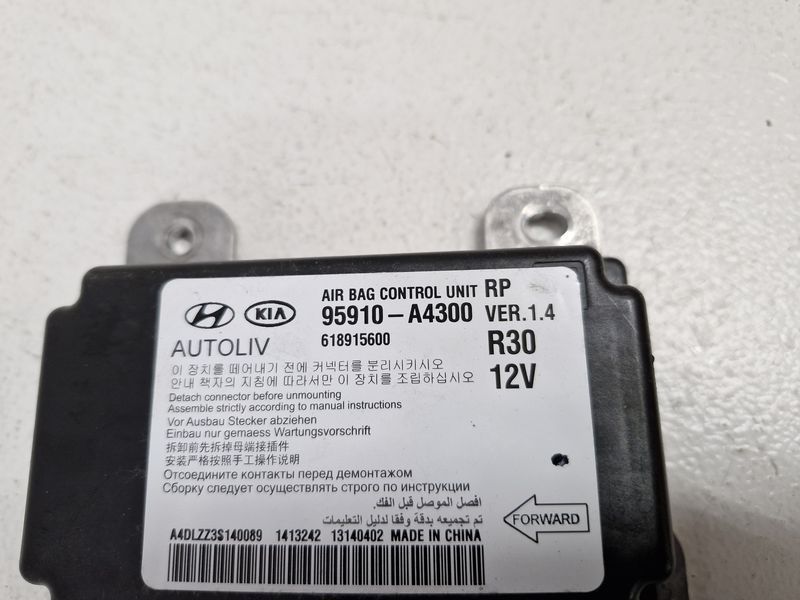 HYUNDAI KIA AIR BAG CONTROL UNIT RP
95910-A4300 VER.1.4
AUTOLIV 618915600 R30
이 장치를 떼어내기 전에 커넥터를 분리시키시오
안내 책자의 지침에 따라서만 이 장치를 조립하십시오 12V
Detach connector before unmounting
Assemble strictly according to manual instructions
Vor Ausbau Stecker abziehen
Einbau nur gemaess Wartungsvorschrift
拆卸前先拆掉母端接插件
安装严格按照手工操作说明
Отсоедините контакты перед демонтажом
Сборку следует осуществлять строго по инструкции
افصل الموصل قبل الفك.
تم تجميعه بدقة وفقا لدليل التعليمات
FORWARD
A4DLZZ3S140089 1413242 13140402 MADE IN CHINA